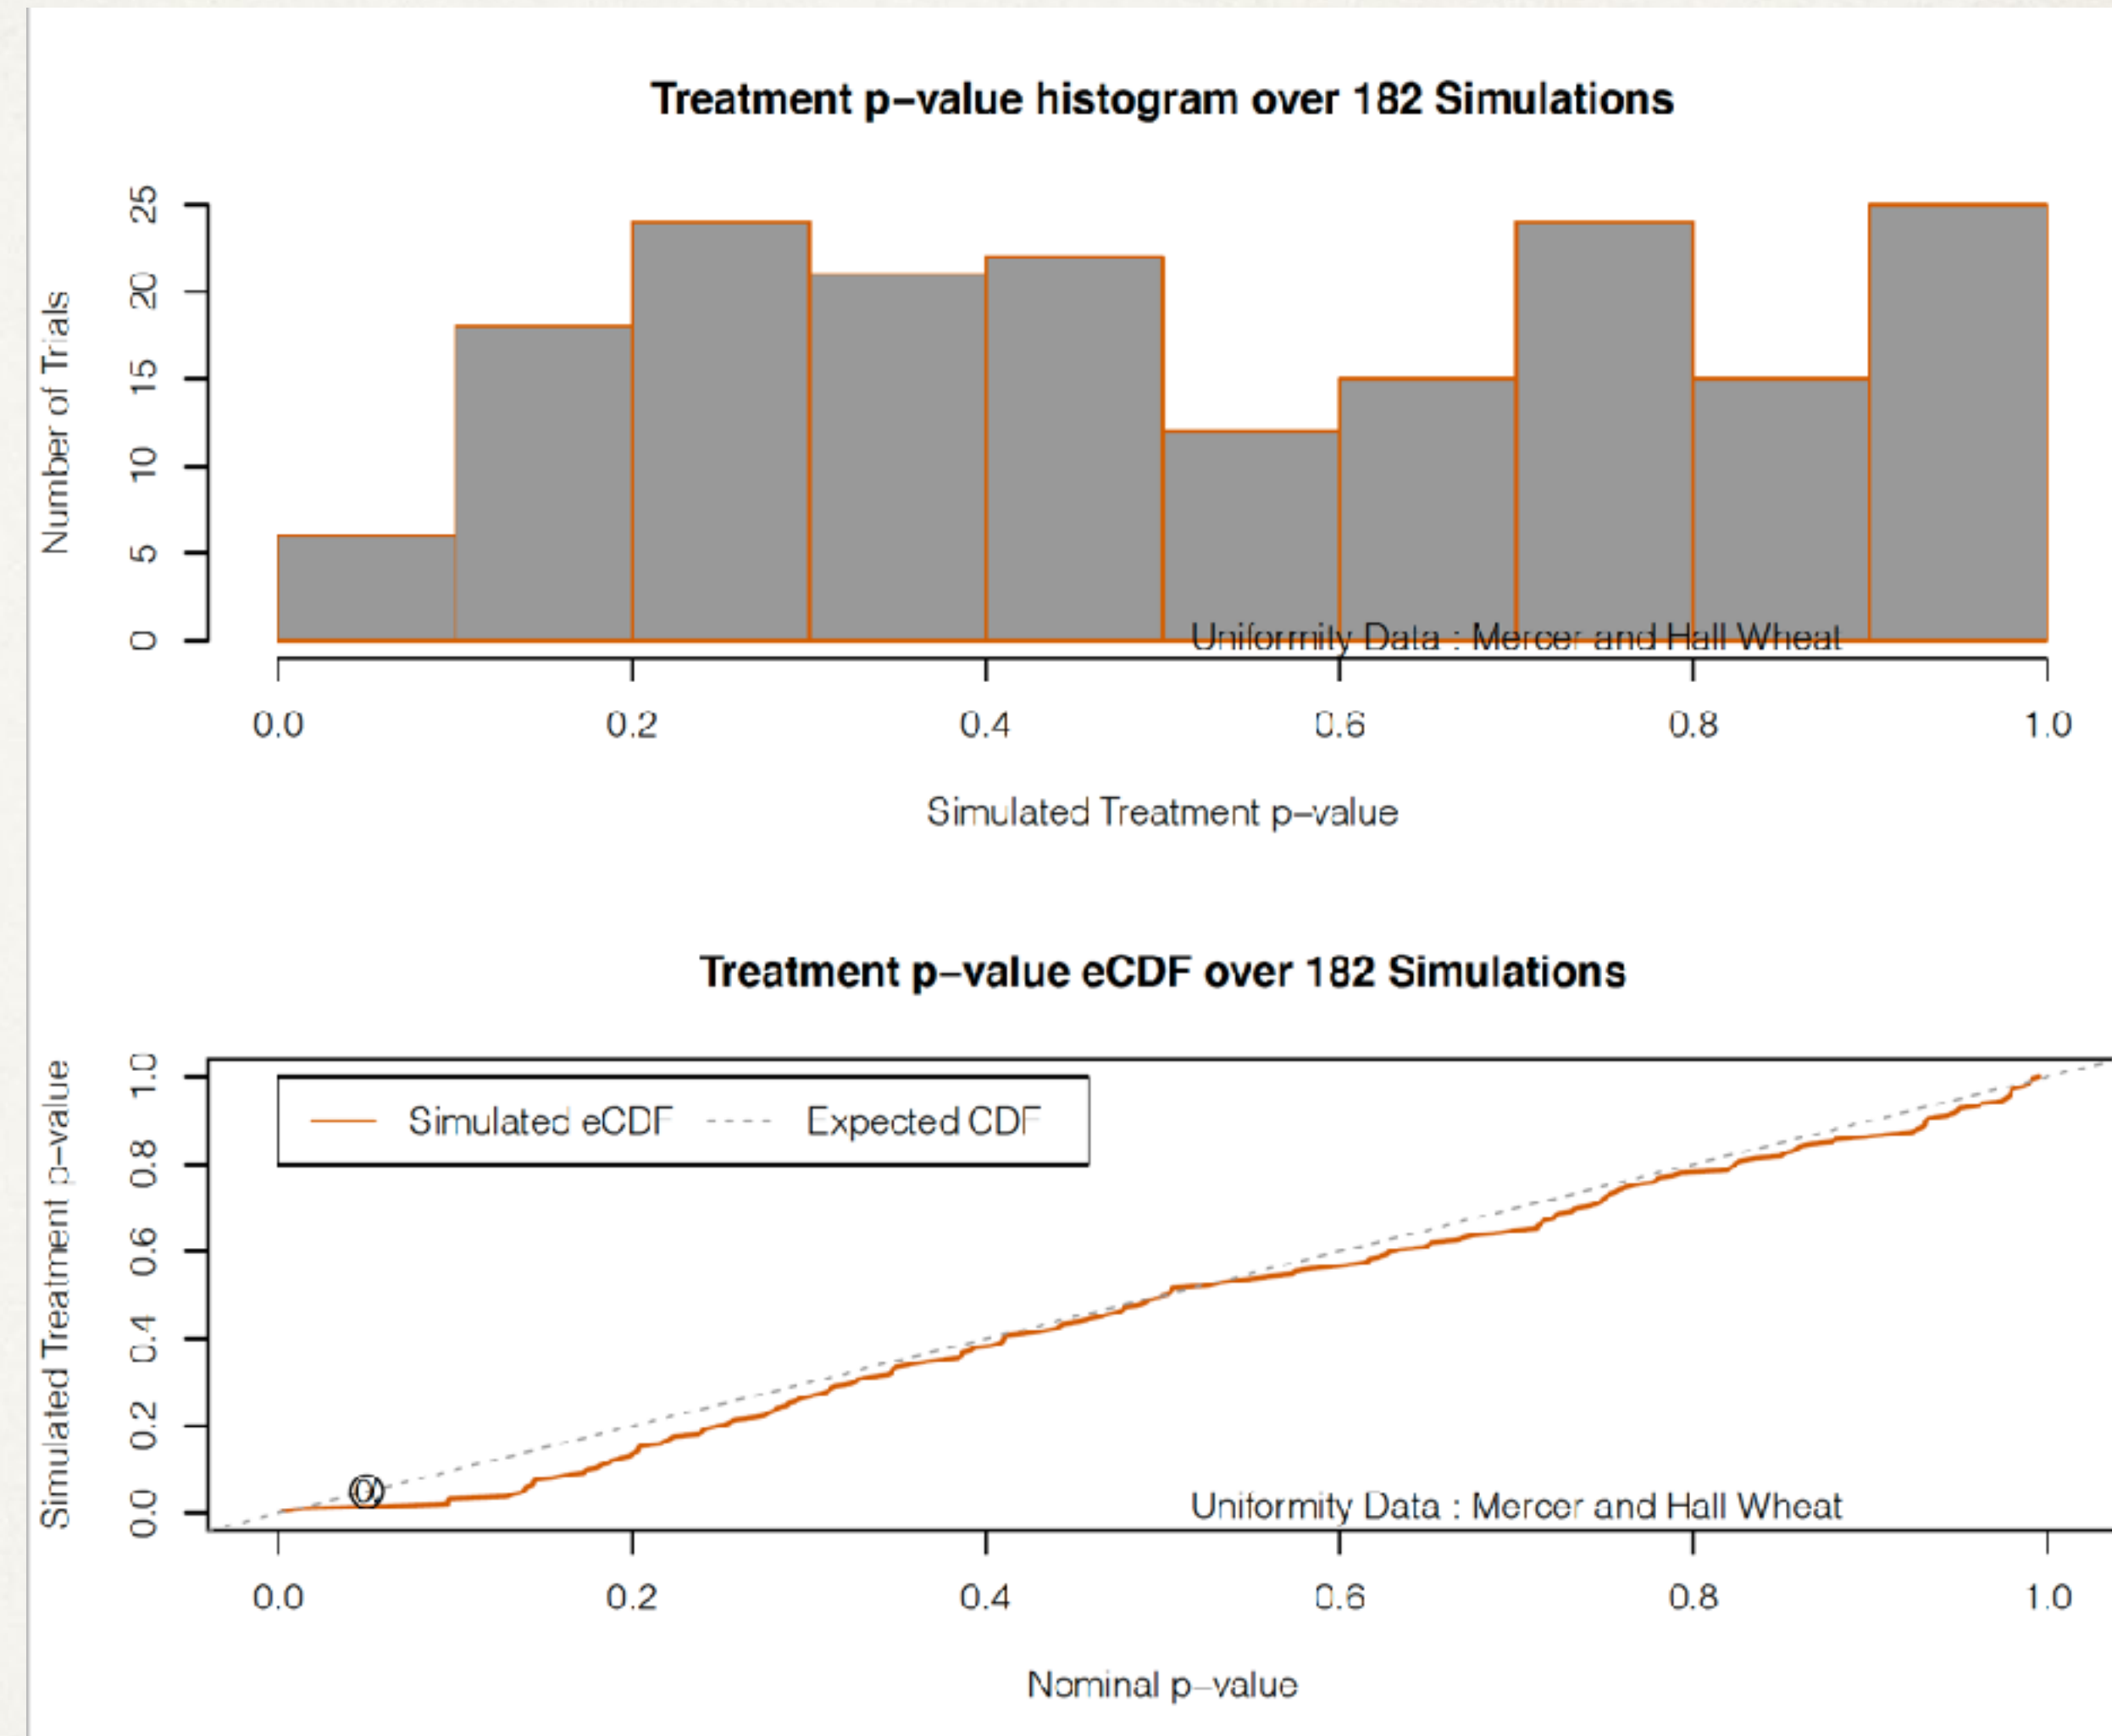 Treatment p−value histogram over 182 Simulations
Number of Trials
25
20
15
10
5
0
Uniformity Data : Mercer and Hall Wheat
0.0 0.2 0.4 0.6 0.8 1.0
Simulated Treatment p−value
Treatment p−value eCDF over 182 Simulations
Simulated Treatment p−value
1.0
0.8
0.6
0.4
0.2
0.0
Simulated eCDF Expected CDF
Uniformity Data : Mercer and Hall Wheat
0.0 0.2 0.4 0.6 0.8 1.0
Nominal p−value